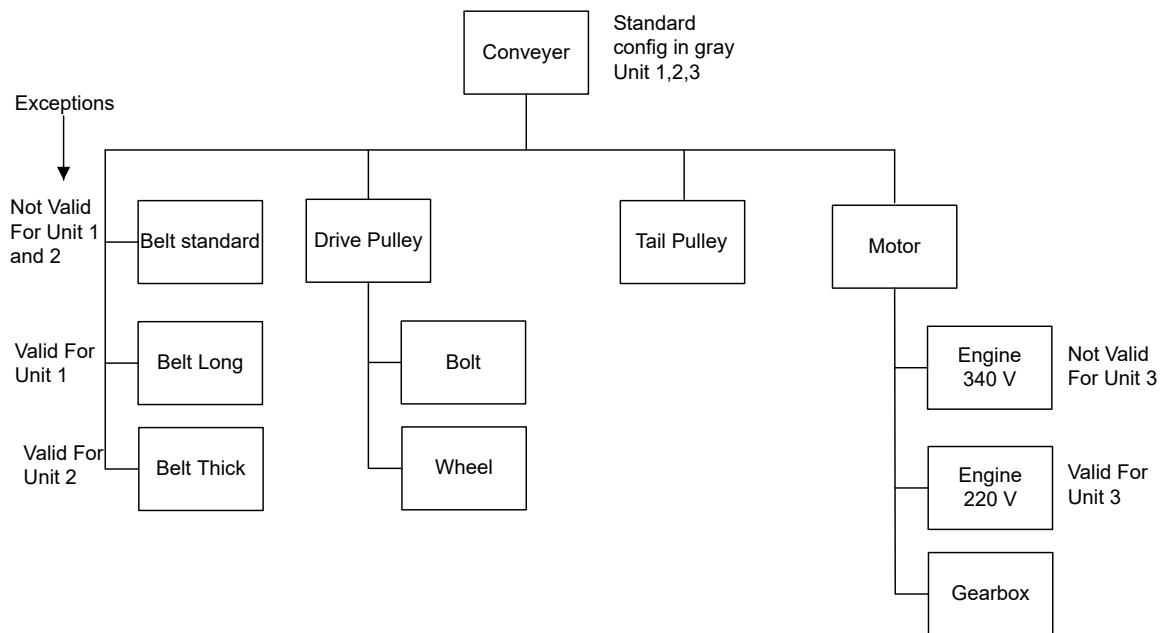 Conveyer
Standard
config in gray
Unit 1,2,3
Exceptions
Not Valid
For Unit 1
and 2
Belt standard
Drive Pulley
Tail Pulley
Motor
Valid For
Unit 1
Belt Long
Bolt
Engine
340 V
Not Valid
For Unit 3
Valid For
Unit 2
Belt Thick
Wheel
Engine
220 V
Valid For
Unit 3
Gearbox